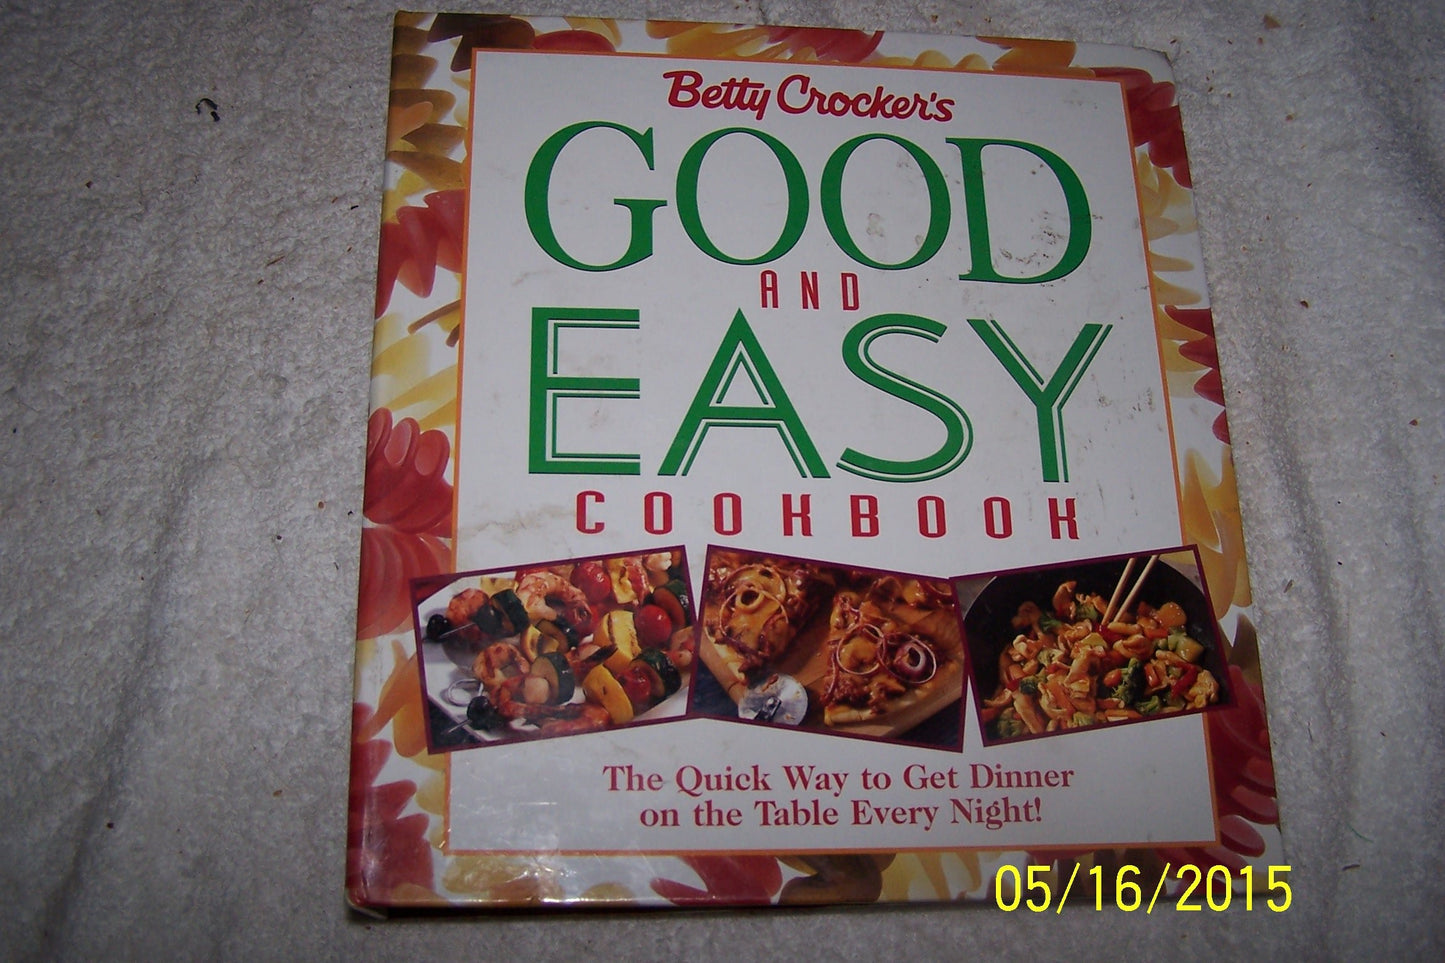 Betty Crocker's
GOOD
AND
EASY
COOKBOOK
The Quick Way to Get Dinner
on the Table Every Night!
05/16/2015